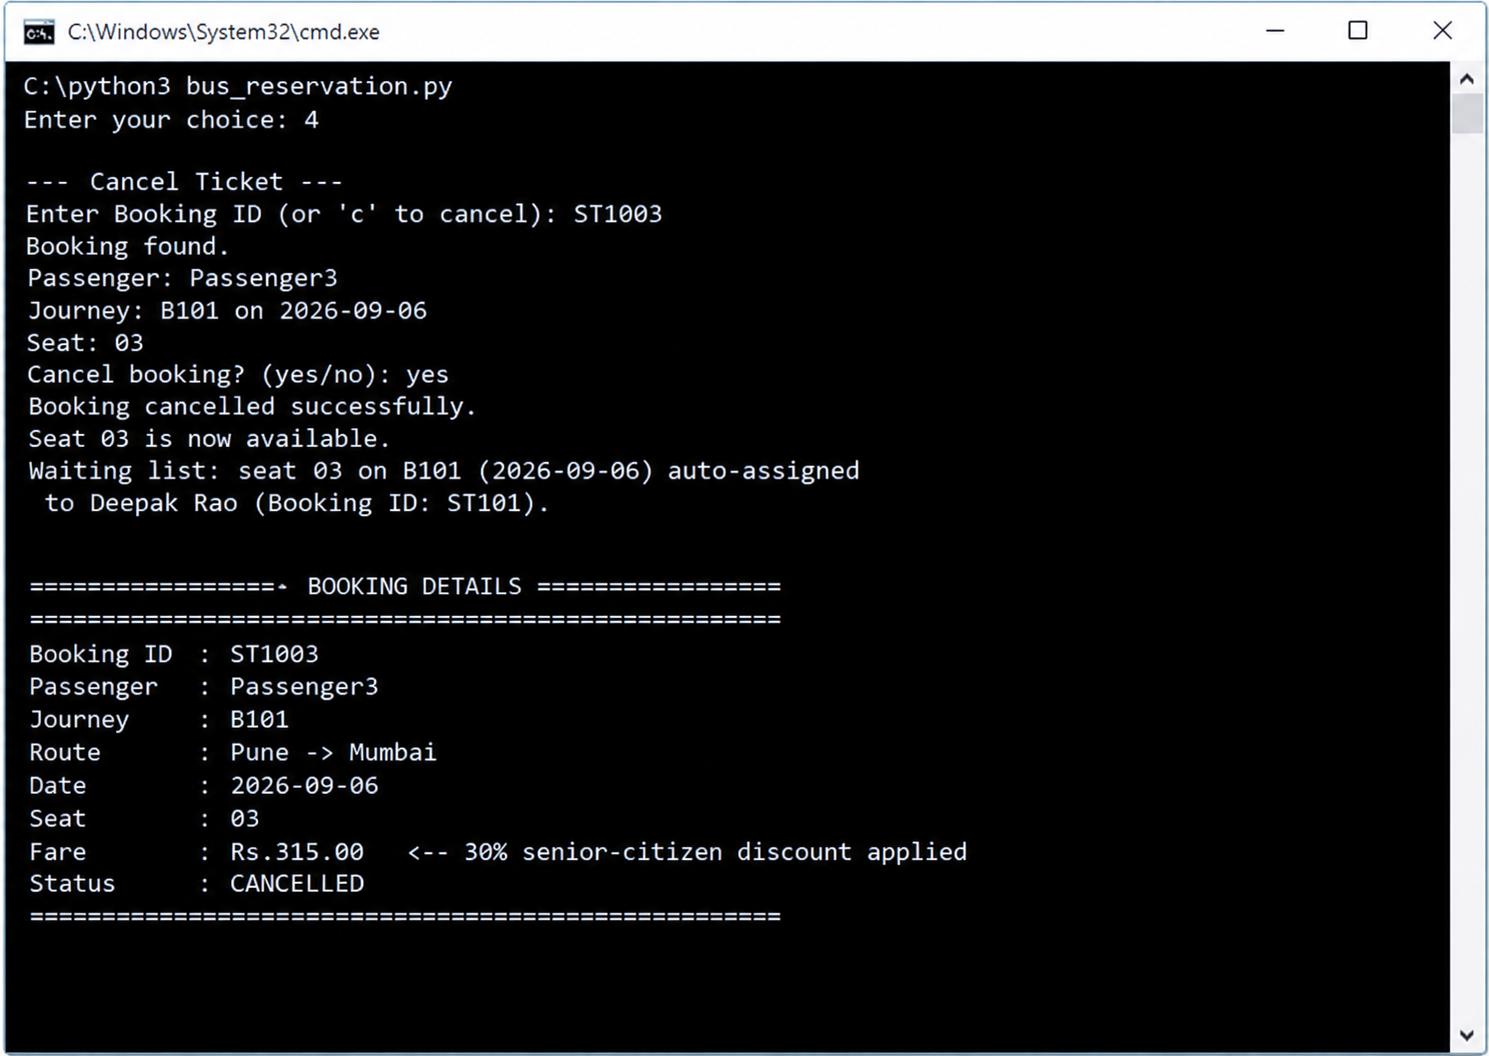 C:\Windows\System32\cmd.exe
C:\python3 bus_reservation.py
Enter your choice: 4
--- Cancel Ticket ---
Enter Booking ID (or 'c' to cancel): ST1003
Booking found.
Passenger: Passenger3
Journey: B101 on 2026-09-06
Seat: 03
Cancel booking? (yes/no): yes
Booking cancelled successfully.
Seat 03 is now available.
Waiting list: seat 03 on B101 (2026-09-06) auto-assigned
to Deepak Rao (Booking ID: ST101).
=================- BOOKING DETAILS =================
====================================================
Booking ID : ST1003
Passenger : Passenger3
Journey : B101
Route : Pune -> Mumbai
Date : 2026-09-06
Seat : 03
Fare : Rs.315.00 <-- 30% senior-citizen discount applied
Status : CANCELLED
====================================================